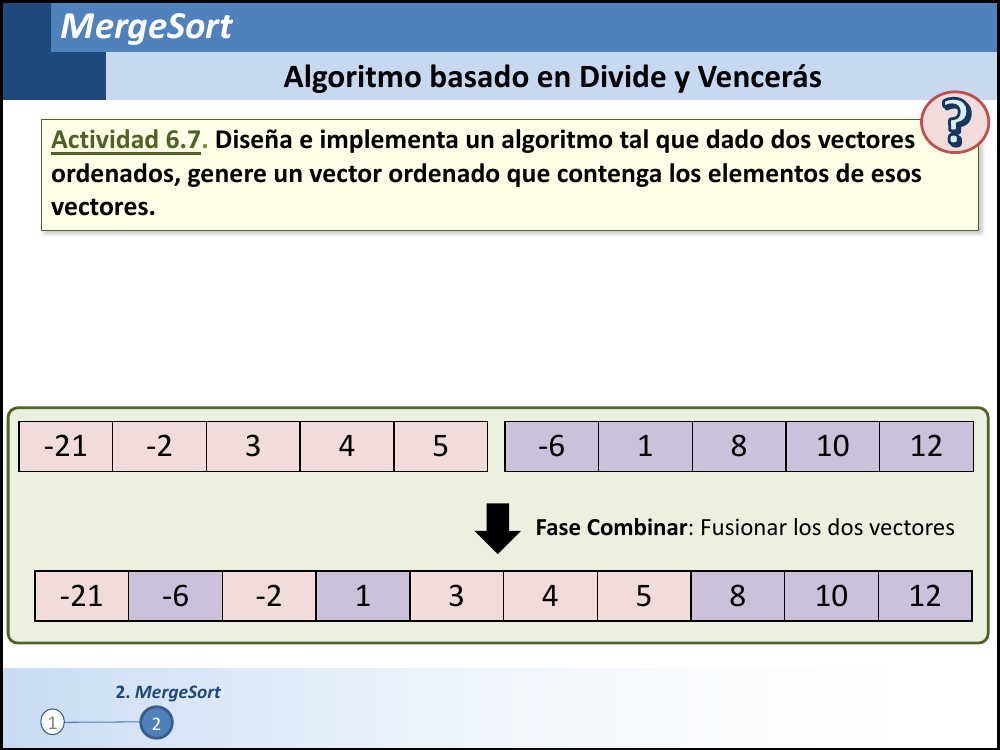 MergeSort
Algoritmo basado en Divide y Vencerás
?
Actividad 6.7. Diseña e implementa un algoritmo tal que dado dos vectores
ordenados, genere un vector ordenado que contenga los elementos de esos
vectores.
-21 -2 3 4 5 -6 1 8 10 12
Fase Combinar: Fusionar los dos vectores
-21 -6 -2 1 3 4 5 8 10 12
2. MergeSort
1 2